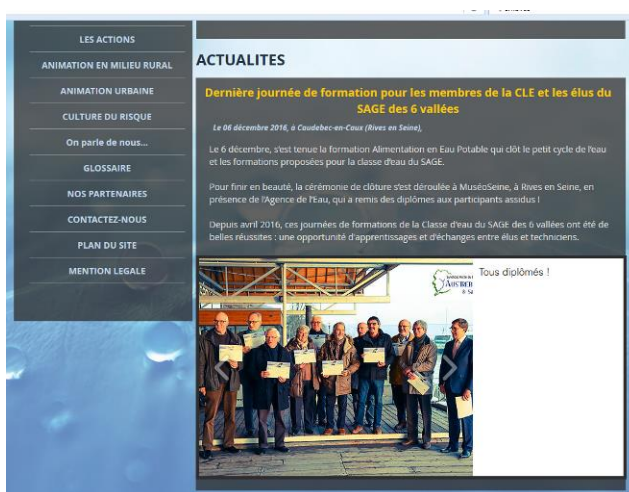 LES ACTIONS
ANIMATION EN MILIEU RURAL
ANIMATION URBAINE
CULTURE DU RISQUE
On parle de nous...
GLOSSAIRE
NOS PARTENAIRES
CONTACTEZ-NOUS
PLAN DU SITE
MENTION LEGALE
ACTUALITES
Dernière journée de formation pour les membres de la CLE et les élus du
SAGE des 6 vallées
Le 06 décembre 2016, à Caudebec-en-Caux (Rives en Seine),
Le 6 décembre, s'est tenue la formation Alimentation en Eau Potable qui clôt le petit cycle de l'eau
et les formations proposées pour la classe d'eau du SAGE.
Pour finir en beauté, la cérémonie de clôture s'est déroulée à MuséoSeine, à Rives en Seine, en
présence de l'Agence de l'Eau, qui a remis des diplômes aux participants assidus !
Depuis avril 2016, ces journées de formations de la Classe d'eau du SAGE des 6 vallées ont été de
belles réussites : une opportunité d'apprentissages et d'échanges entre élus et techniciens.
Tous diplômés !